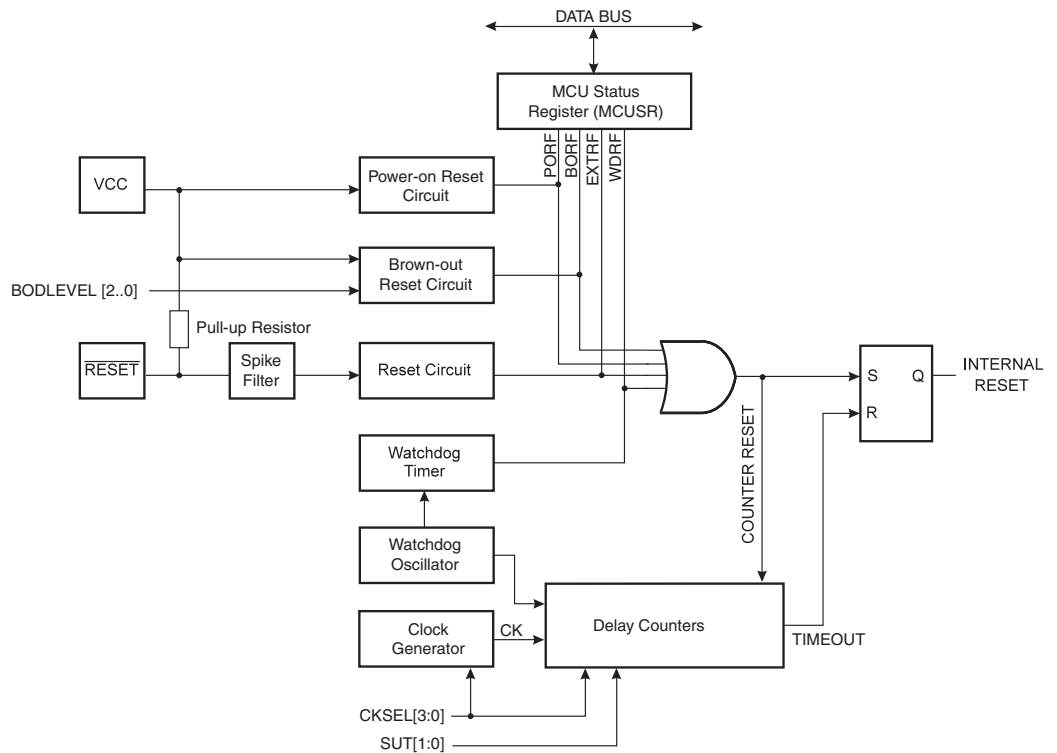 DATA BUS
MCU Status
Register (MCUSR)
PORF
BORF
EXTRF
WDRF
VCC
Power-on Reset
Circuit
Brown-out
Reset Circuit
BODLEVEL [2..0]
Pull-up Resistor
RESET
Spike
Filter
Reset Circuit
S
Q
R
INTERNAL
RESET
Watchdog
Timer
COUNTER RESET
Watchdog
Oscillator
Clock
Generator
CK
Delay Counters
TIMEOUT
CKSEL[3:0]
SUT[1:0]